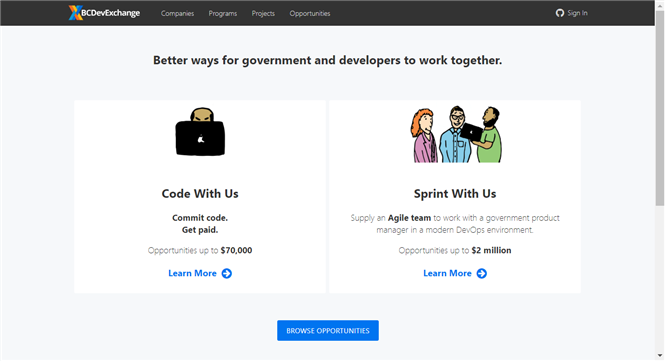 BCDevExchange Companies Programs Projects Opportunities Sign In
Better ways for government and developers to work together.
Code With Us
Commit code.
Get paid.
Opportunities up to $70,000
Learn More
Sprint With Us
Supply an Agile team to work with a government product
manager in a modern DevOps environment.
Opportunities up to $2 million
Learn More
BROWSE OPPORTUNITIES